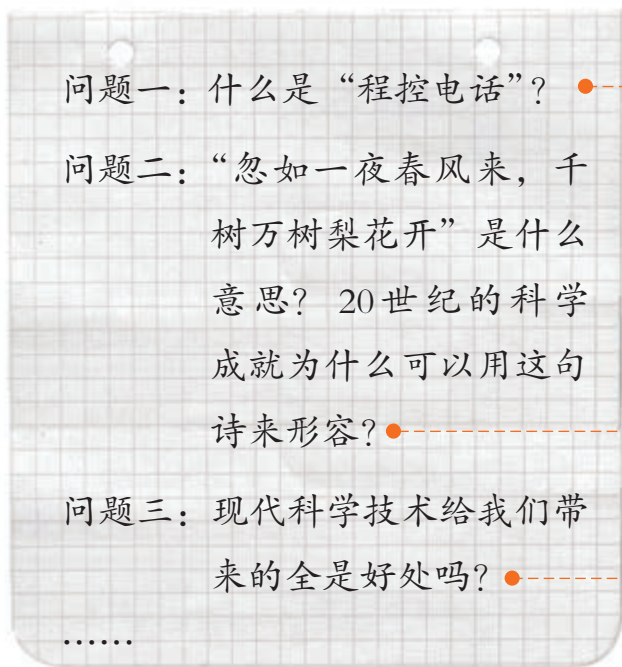 问题一：什么是“程控电话”？
问题二：“忽如一夜春风来，千
树万树梨花开”是什么
意思？20世纪的科学
成就为什么可以用这句
诗来形容？
问题三：现代科学技术给我们带
来的全是好处吗？
……